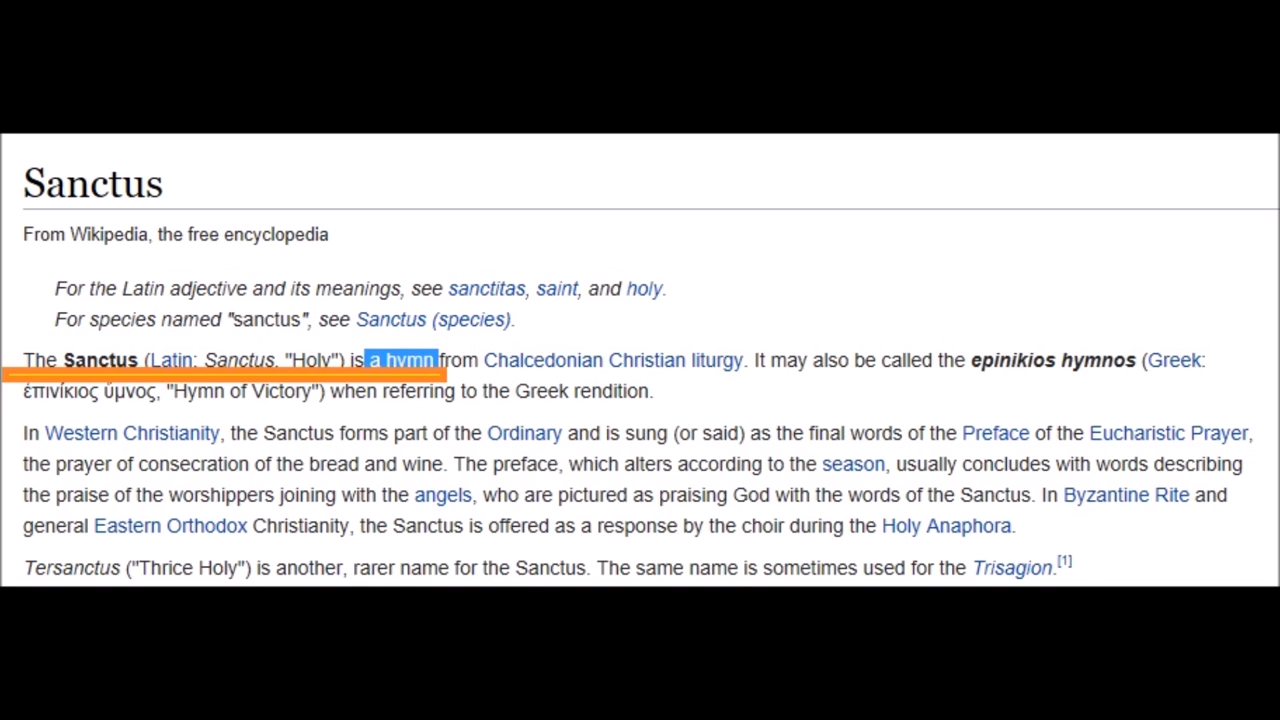 Sanctus
From Wikipedia, the free encyclopedia
For the Latin adjective and its meanings, see sanctitas, saint, and holy.
For species named "sanctus", see Sanctus (species).
The Sanctus (Latin: Sanctus, "Holy") is a hymn from Chalcedonian Christian liturgy. It may also be called the epinikios hymnos (Greek:
ἐπινίκιος ὕμνος, "Hymn of Victory") when referring to the Greek rendition.
In Western Christianity, the Sanctus forms part of the Ordinary and is sung (or said) as the final words of the Preface of the Eucharistic Prayer,
the prayer of consecration of the bread and wine. The preface, which alters according to the season, usually concludes with words describing
the praise of the worshippers joining with the angels, who are pictured as praising God with the words of the Sanctus. In Byzantine Rite and
general Eastern Orthodox Christianity, the Sanctus is offered as a response by the choir during the Holy Anaphora.
Tersanctus ("Thrice Holy") is another, rarer name for the Sanctus. The same name is sometimes used for the Trisagion.[1]